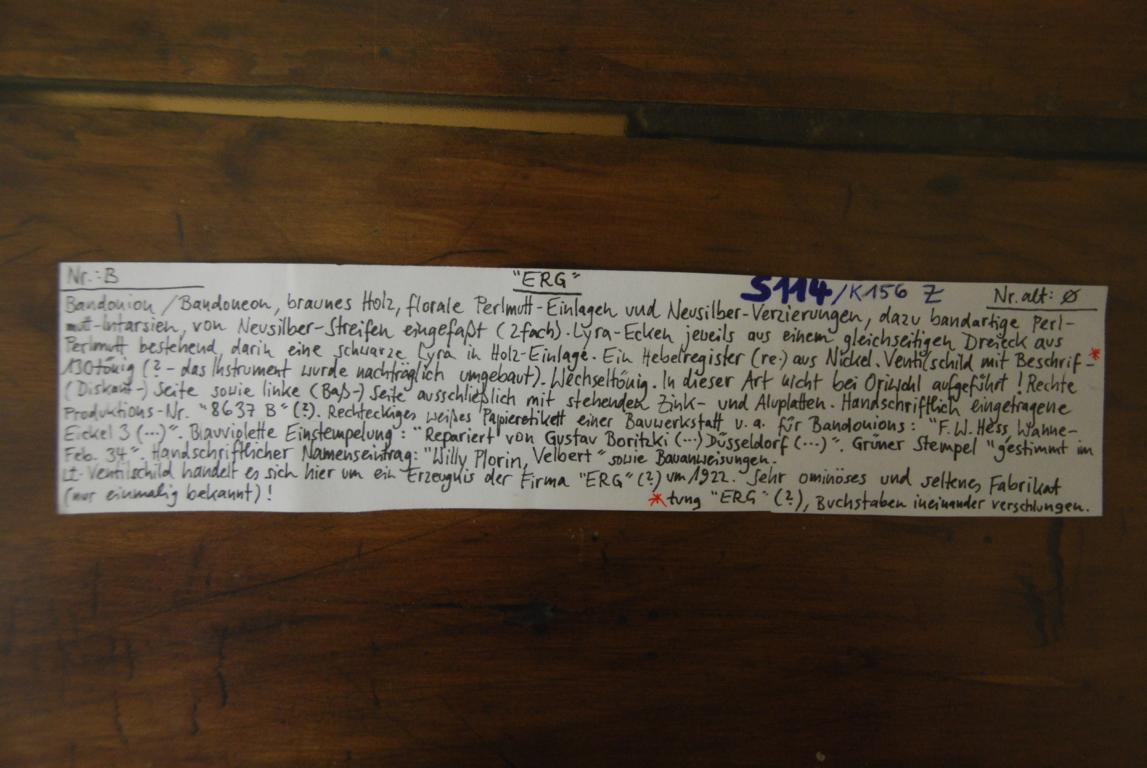 Nr.: B "ERG" S114/K156 Z Nr. alt: ø
Bandonion / Bandoneon, braunes Holz, florale Perlmutt-Einlagen und Neusilber-Verzierungen, dazu bandartige Perl-
mutt-Intarsien, von Neusilber-Streifen eingefaßt (2fach). Lyra-Ecken jeweils aus einem gleichseitigen Dreieck aus
Perlmutt bestehend, darin eine schwarze Lyra in Holz-Einlage. Ein Hebelregister (re.) aus Nickel. Ventilschild mit Beschrif-*
130tönig (? - das Instrument wurde nachträglich umgebaut). Wechseltönig. In dieser Art nicht bei Oriwohl aufgeführt! Rechte
(Diskant-) Seite sowie linke (Baß-) Seite ausschließlich mit stehenden Zink- und Aluplatten. Handschriftlich eingetragene
Produktions-Nr. "8637 B" (?). Rechteckiges weißes Papieretikett einer Bauwerkstatt u. a. für Bandonions: "F.W. Hess Wanne-
Eickel 3 (...)". Blauviolette Einstempelung: "Repariert von Gustav Boritzki (...) Düsseldorf (...)". Grüner Stempel "gestimmt im
Feb. 34". Handschriftlicher Namenseintrag: "Willy Plorin, Velbert" sowie Bauanweisungen.
Lt. Ventilschild handelt es sich hier um ein Erzeugnis der Firma "ERG" (?) um 1922. Sehr ominöses und seltenes Fabrikat
(nur einmalig bekannt)! *tung "ERG" (?), Buchstaben ineinander verschlungen.